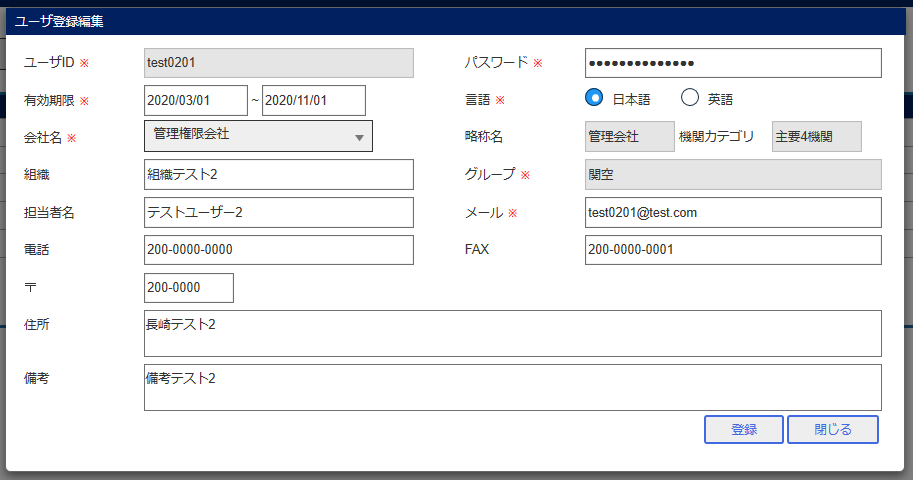 ユーザ登録編集
ユーザID ※ test0201 パスワード ※ ●●●●●●●●●●●●●●
有効期限 ※ 2020/03/01 ~ 2020/11/01 言語 ※ 日本語 英語
会社名 ※ 管理権限会社 略称名 管理会社 機関カテゴリ 主要4機関
組織 組織テスト2 グループ ※ 関空
担当者名 テストユーザー2 メール ※ test0201@test.com
電話 200-0000-0000 FAX 200-0000-0001
〒 200-0000
住所 長崎テスト2
備考 備考テスト2
登録 閉じる